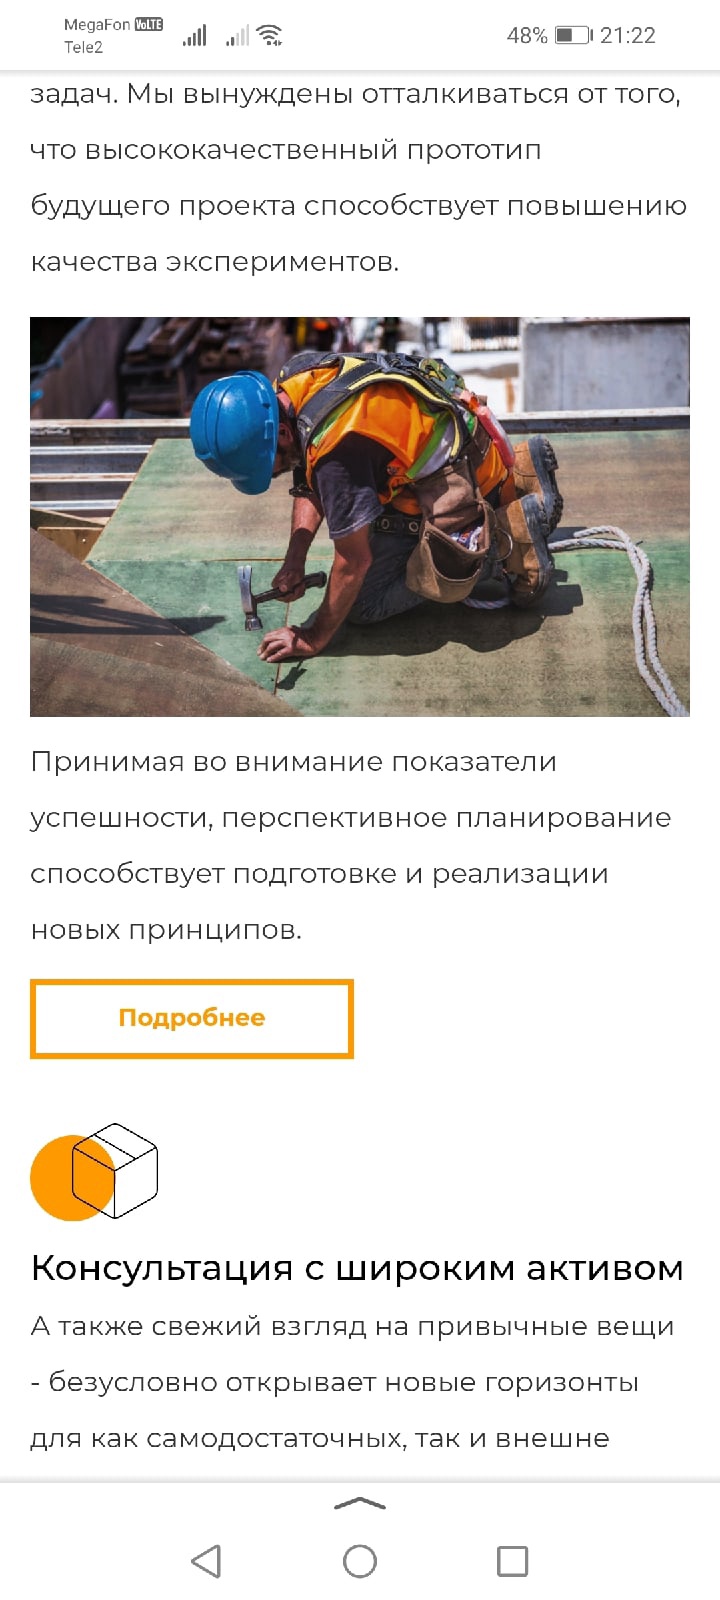 MegaFon VoLTE
Tele2
48% 21:22
задач. Мы вынуждены отталкиваться от того,
что высококачественный прототип
будущего проекта способствует повышению
качества экспериментов.
Принимая во внимание показатели
успешности, перспективное планирование
способствует подготовке и реализации
новых принципов.
Подробнее
Консультация с широким активом
А также свежий взгляд на привычные вещи
- безусловно открывает новые горизонты
для как самодостаточных, так и внешне